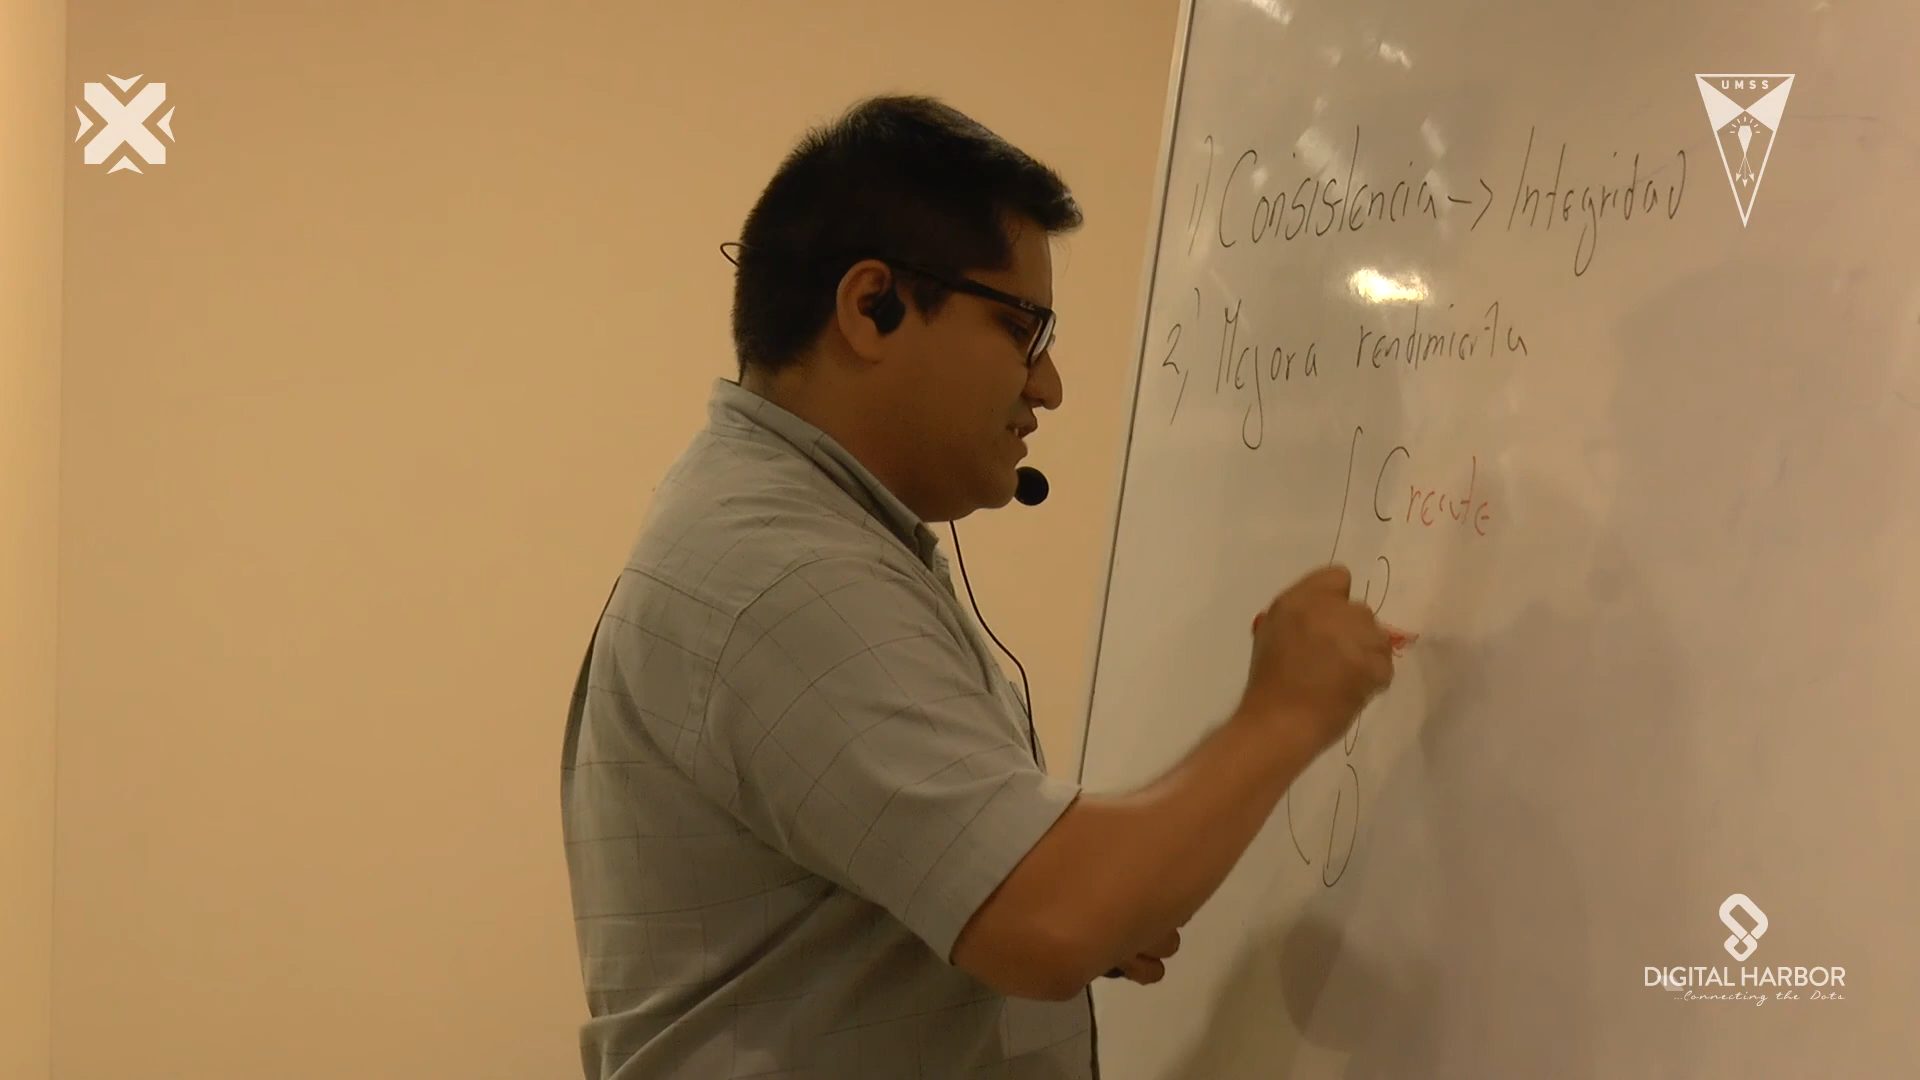 UMSS
1) Consistencia -> Integridad
2) Mejora rendimiento
Create
R
D
DIGITAL HARBOR
...Connecting the Dots